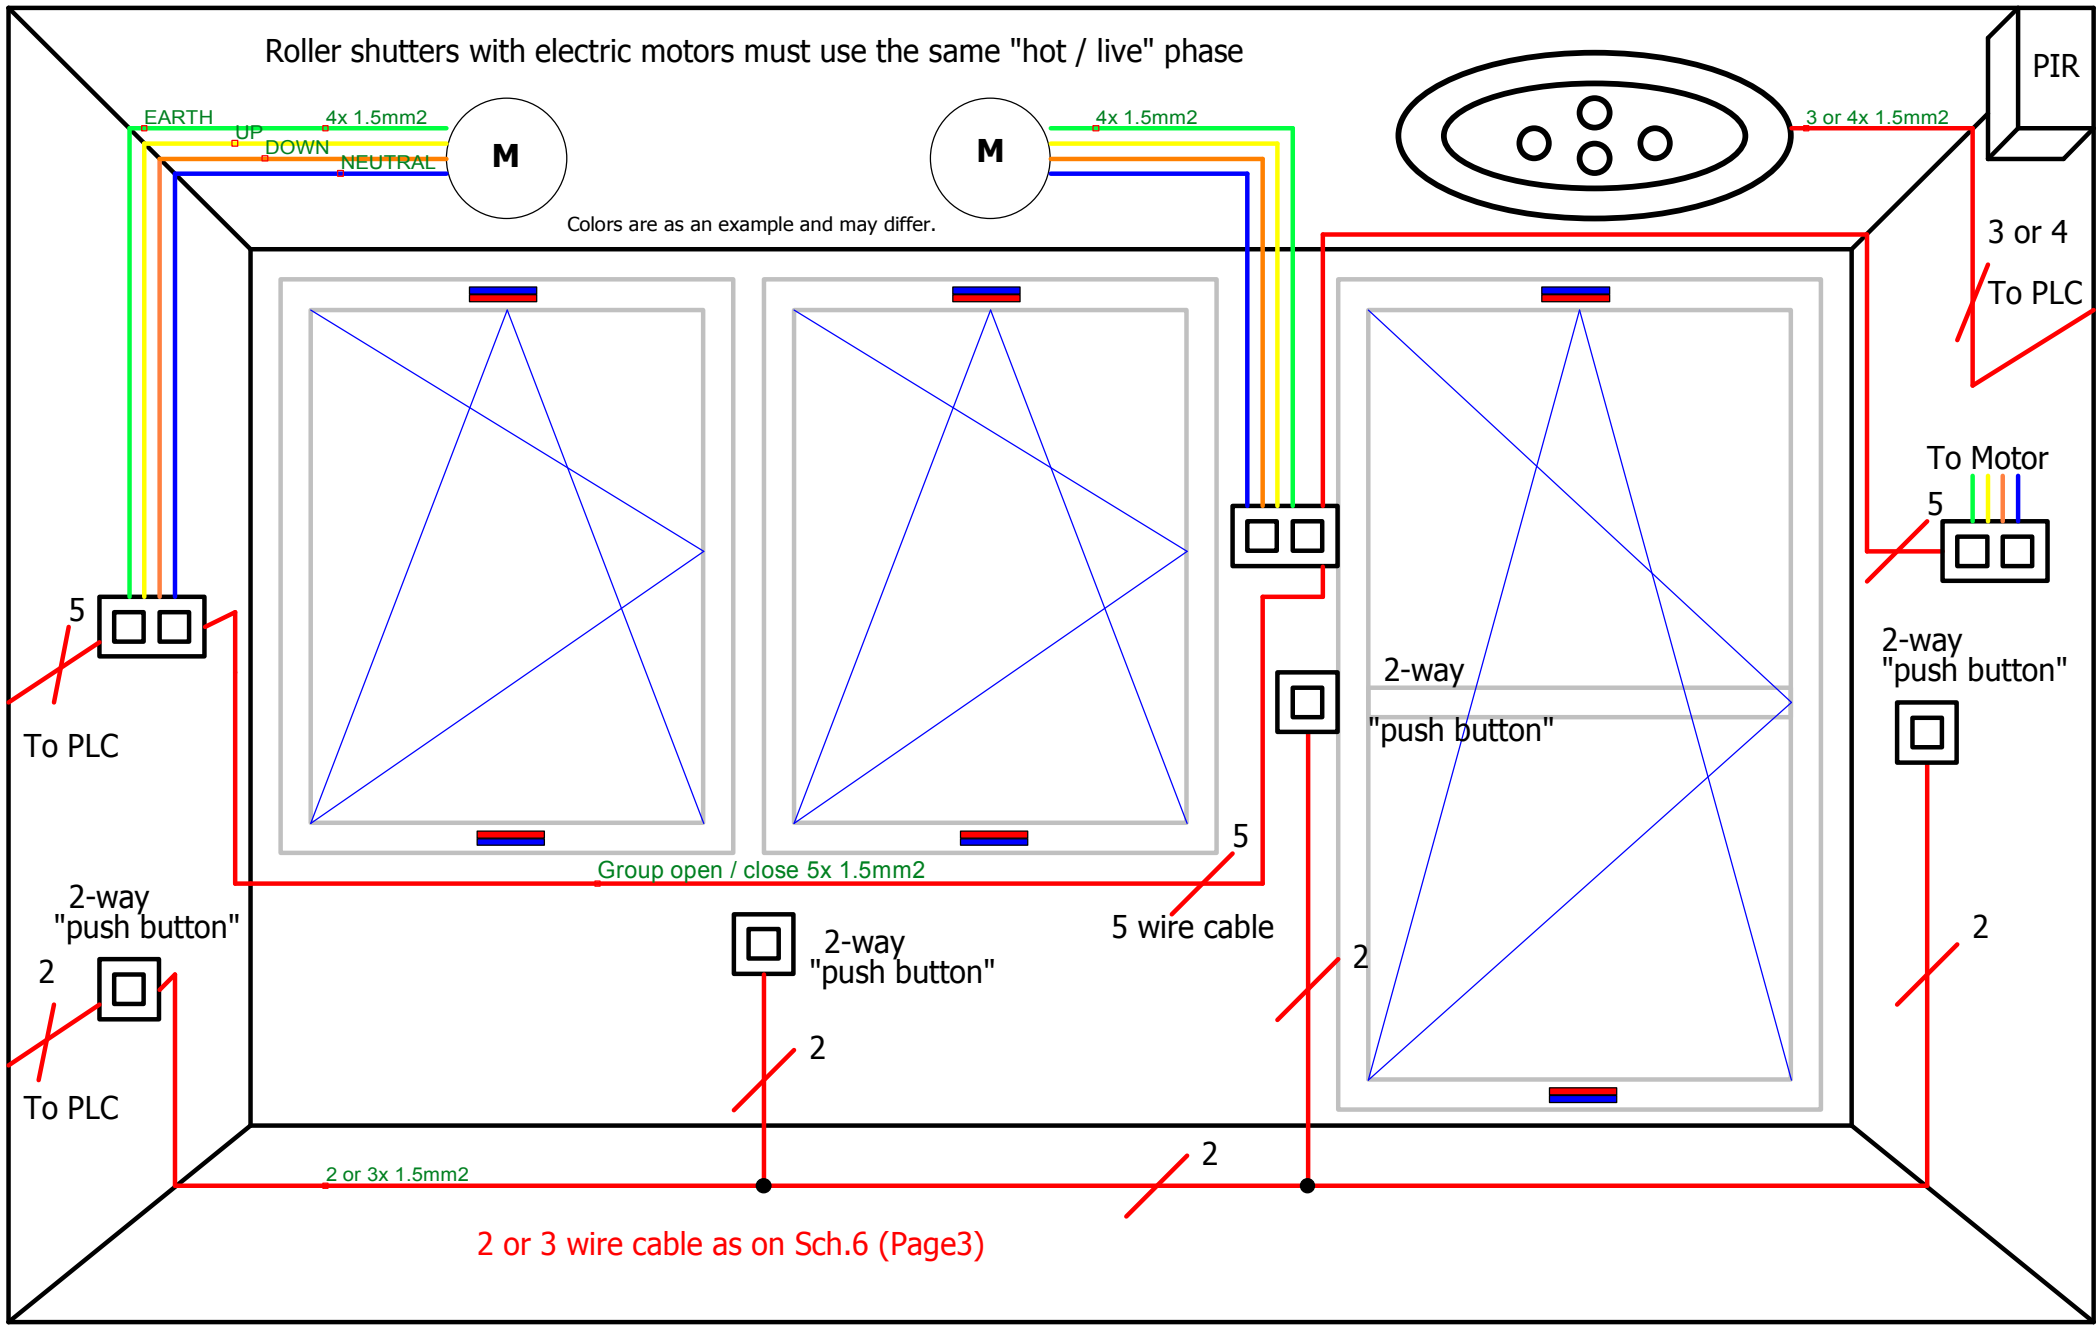 Roller shutters with electric motors must use the same "hot / live" phase
PIR
EARTH
4x 1.5mm2
UP
DOWN
NEUTRAL
M
M
4x 1.5mm2
3 or 4x 1.5mm2
Colors are as an example and may differ.
3 or 4
To PLC
To Motor
5
5
To PLC
2-way
"push button"
2-way
"push button"
5
Group open / close 5x 1.5mm2
5 wire cable
2-way
"push button"
2
To PLC
2-way
"push button"
2
2
2
2
2 or 3x 1.5mm2
2 or 3 wire cable as on Sch.6 (Page3)